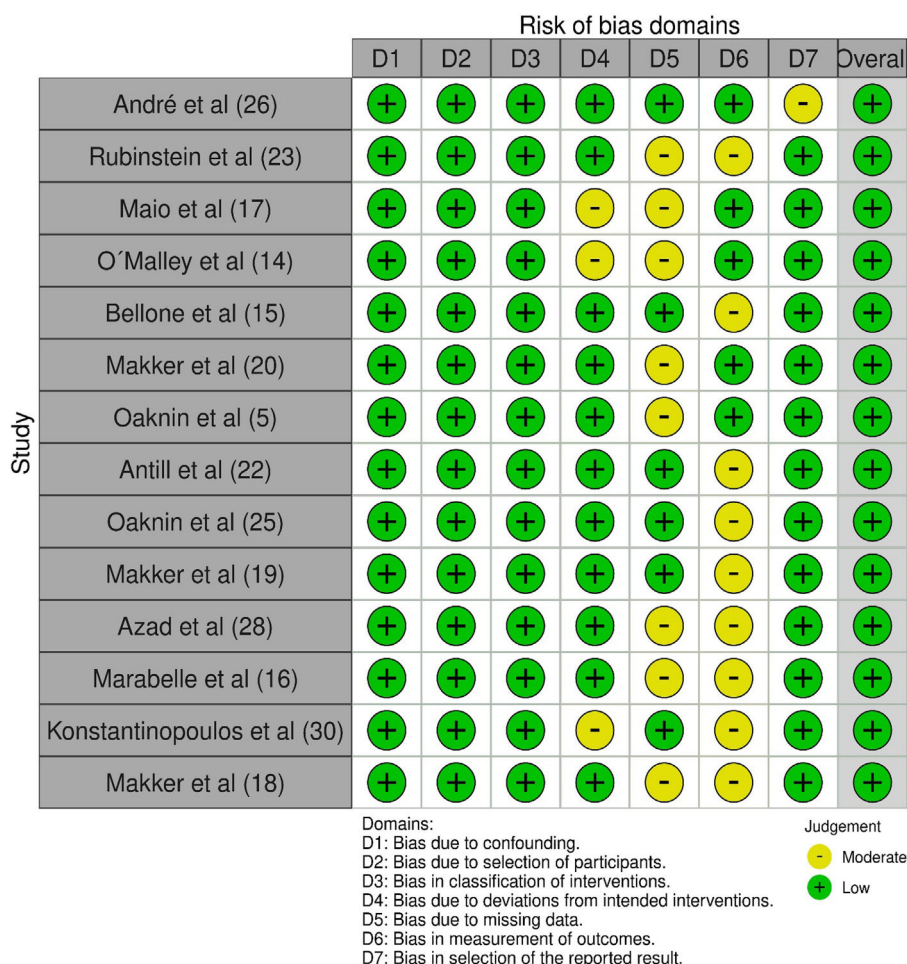 Risk of bias domains
D1 D2 D3 D4 D5 D6 D7 Overal
Study
André et al (26) + + + + + + - +
Rubinstein et al (23) + + + + - - + +
Maio et al (17) + + + - - + + +
O´Malley et al (14) + + + - - + + +
Bellone et al (15) + + + + + - + +
Makker et al (20) + + + + - + + +
Oaknin et al (5) + + + + - + + +
Antill et al (22) + + + + + - + +
Oaknin et al (25) + + + + + - + +
Makker et al (19) + + + + + - + +
Azad et al (28) + + + + - - + +
Marabelle et al (16) + + + + - - + +
Konstantinopoulos et al (30) + + + - + - + +
Makker et al (18) + + + + - - + +
Domains:
D1: Bias due to confounding.
D2: Bias due to selection of participants.
D3: Bias in classification of interventions.
D4: Bias due to deviations from intended interventions.
D5: Bias due to missing data.
D6: Bias in measurement of outcomes.
D7: Bias in selection of the reported result.
Judgement
- Moderate
+ Low